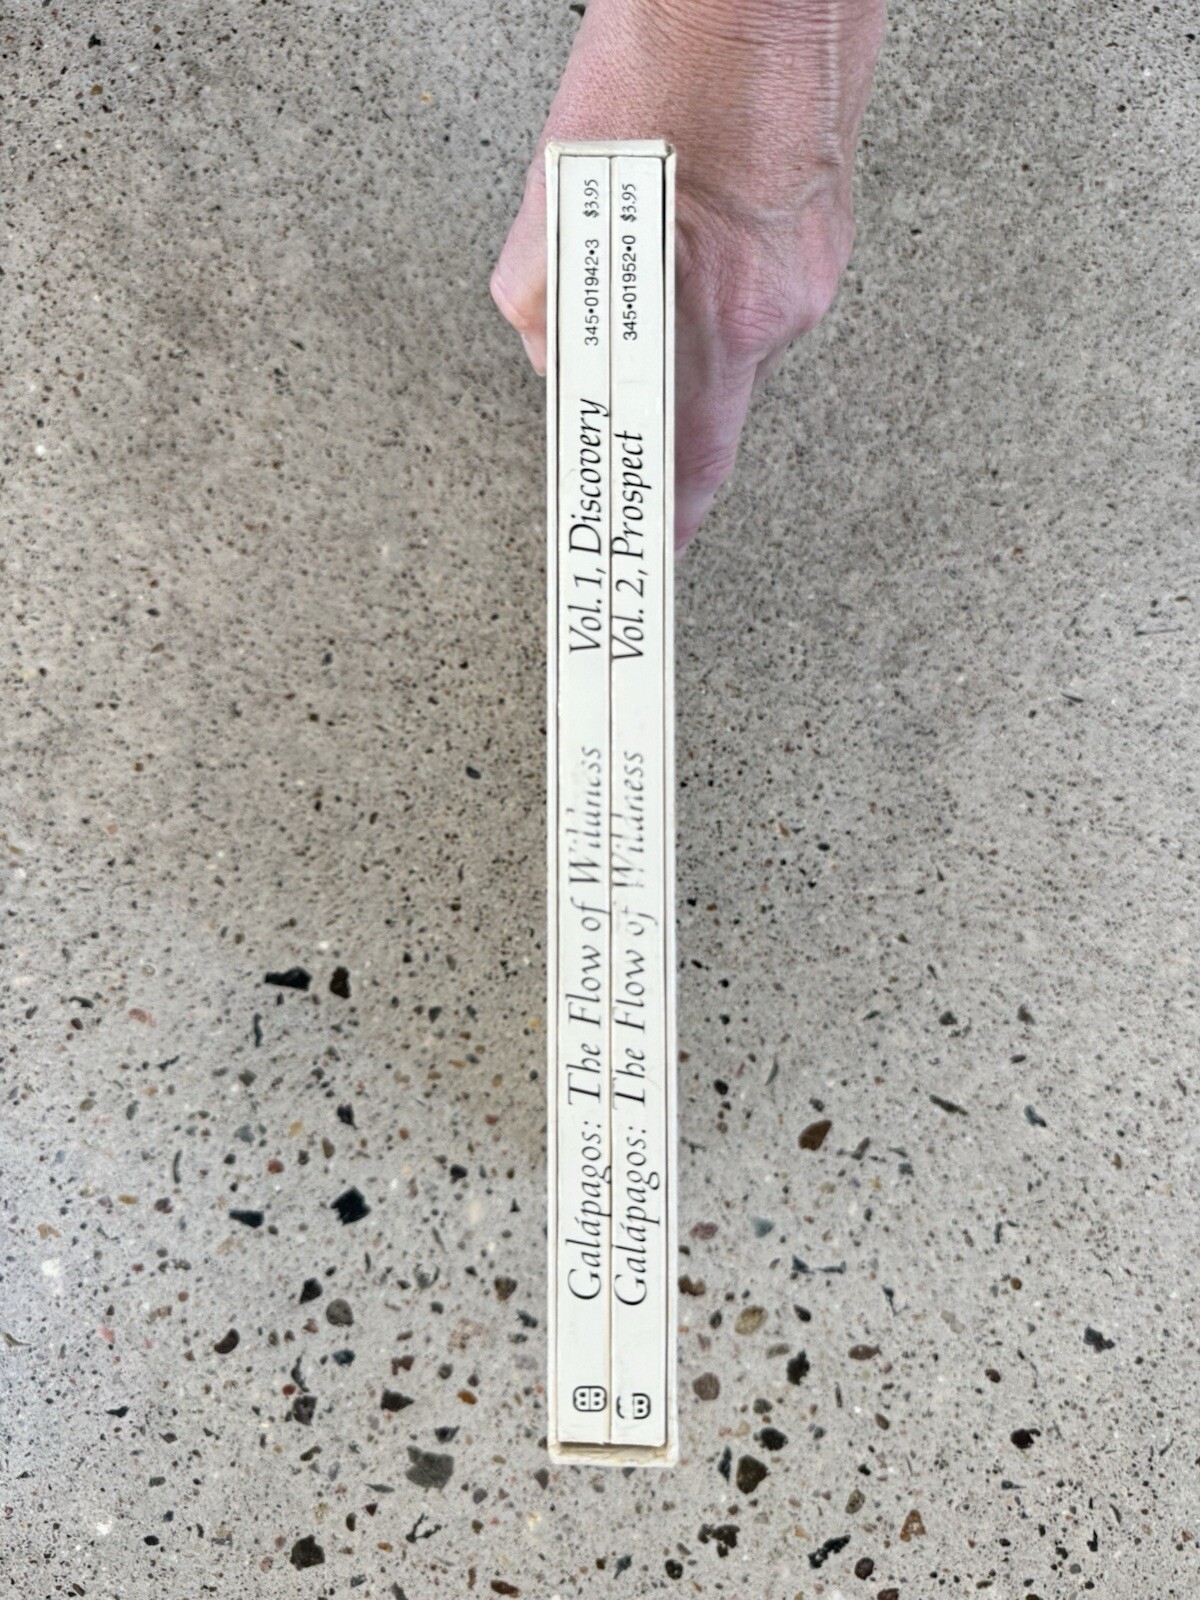 Galápagos: The Flow of Wildness Vol. 1, Discovery 345•01942•3 $3.95
Galápagos: The Flow of Wildness Vol. 2, Prospect 345•01952•0 $3.95